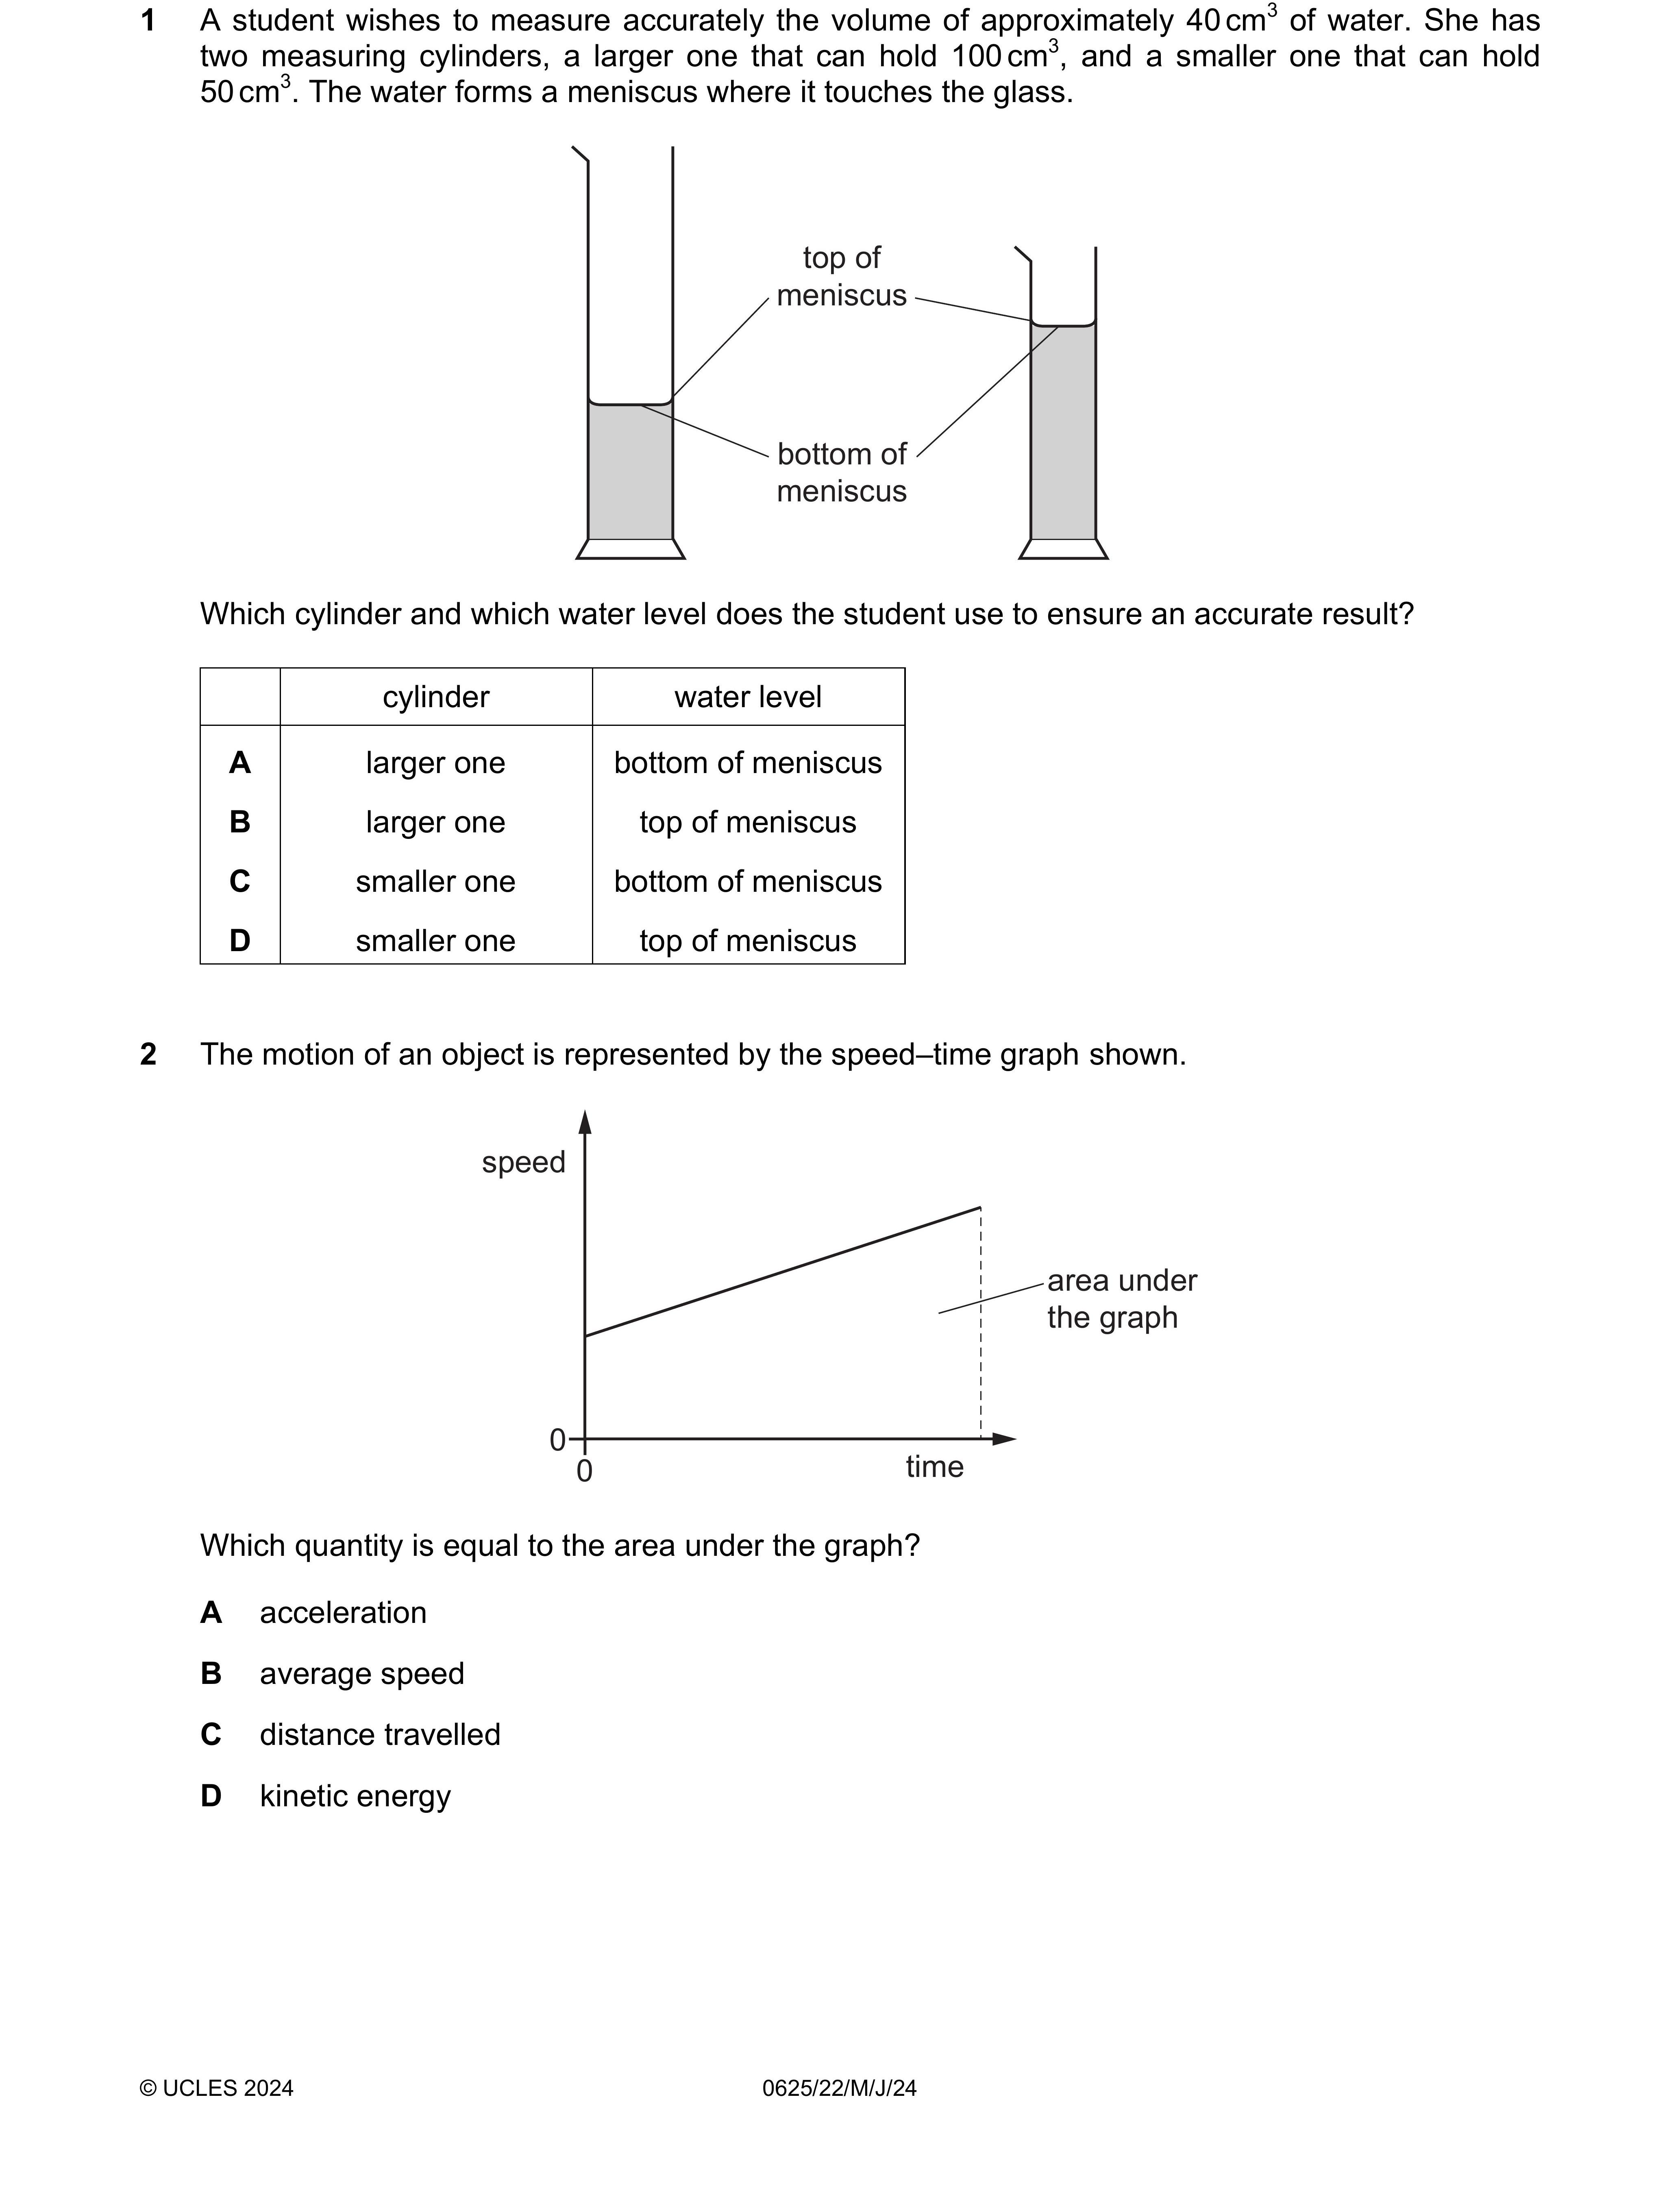 1 A student wishes to measure accurately the volume of approximately 40 cm³ of water. She has
two measuring cylinders, a larger one that can hold 100 cm³, and a smaller one that can hold
50 cm³. The water forms a meniscus where it touches the glass.
top of
meniscus
bottom of
meniscus
Which cylinder and which water level does the student use to ensure an accurate result?
cylinder water level
A larger one bottom of meniscus
B larger one top of meniscus
C smaller one bottom of meniscus
D smaller one top of meniscus
2 The motion of an object is represented by the speed–time graph shown.
speed
area under
the graph
0
0
time
Which quantity is equal to the area under the graph?
A acceleration
B average speed
C distance travelled
D kinetic energy
© UCLES 2024 0625/22/M/J/24